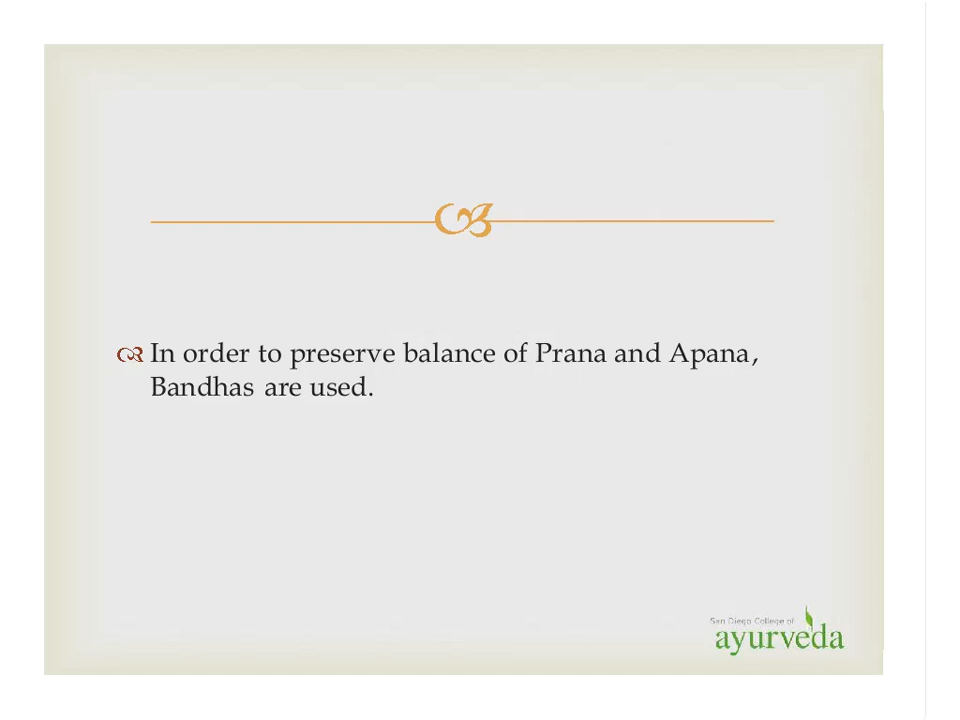 In order to preserve balance of Prana and Apana,
Bandhas are used.
San Diego College of
ayurveda